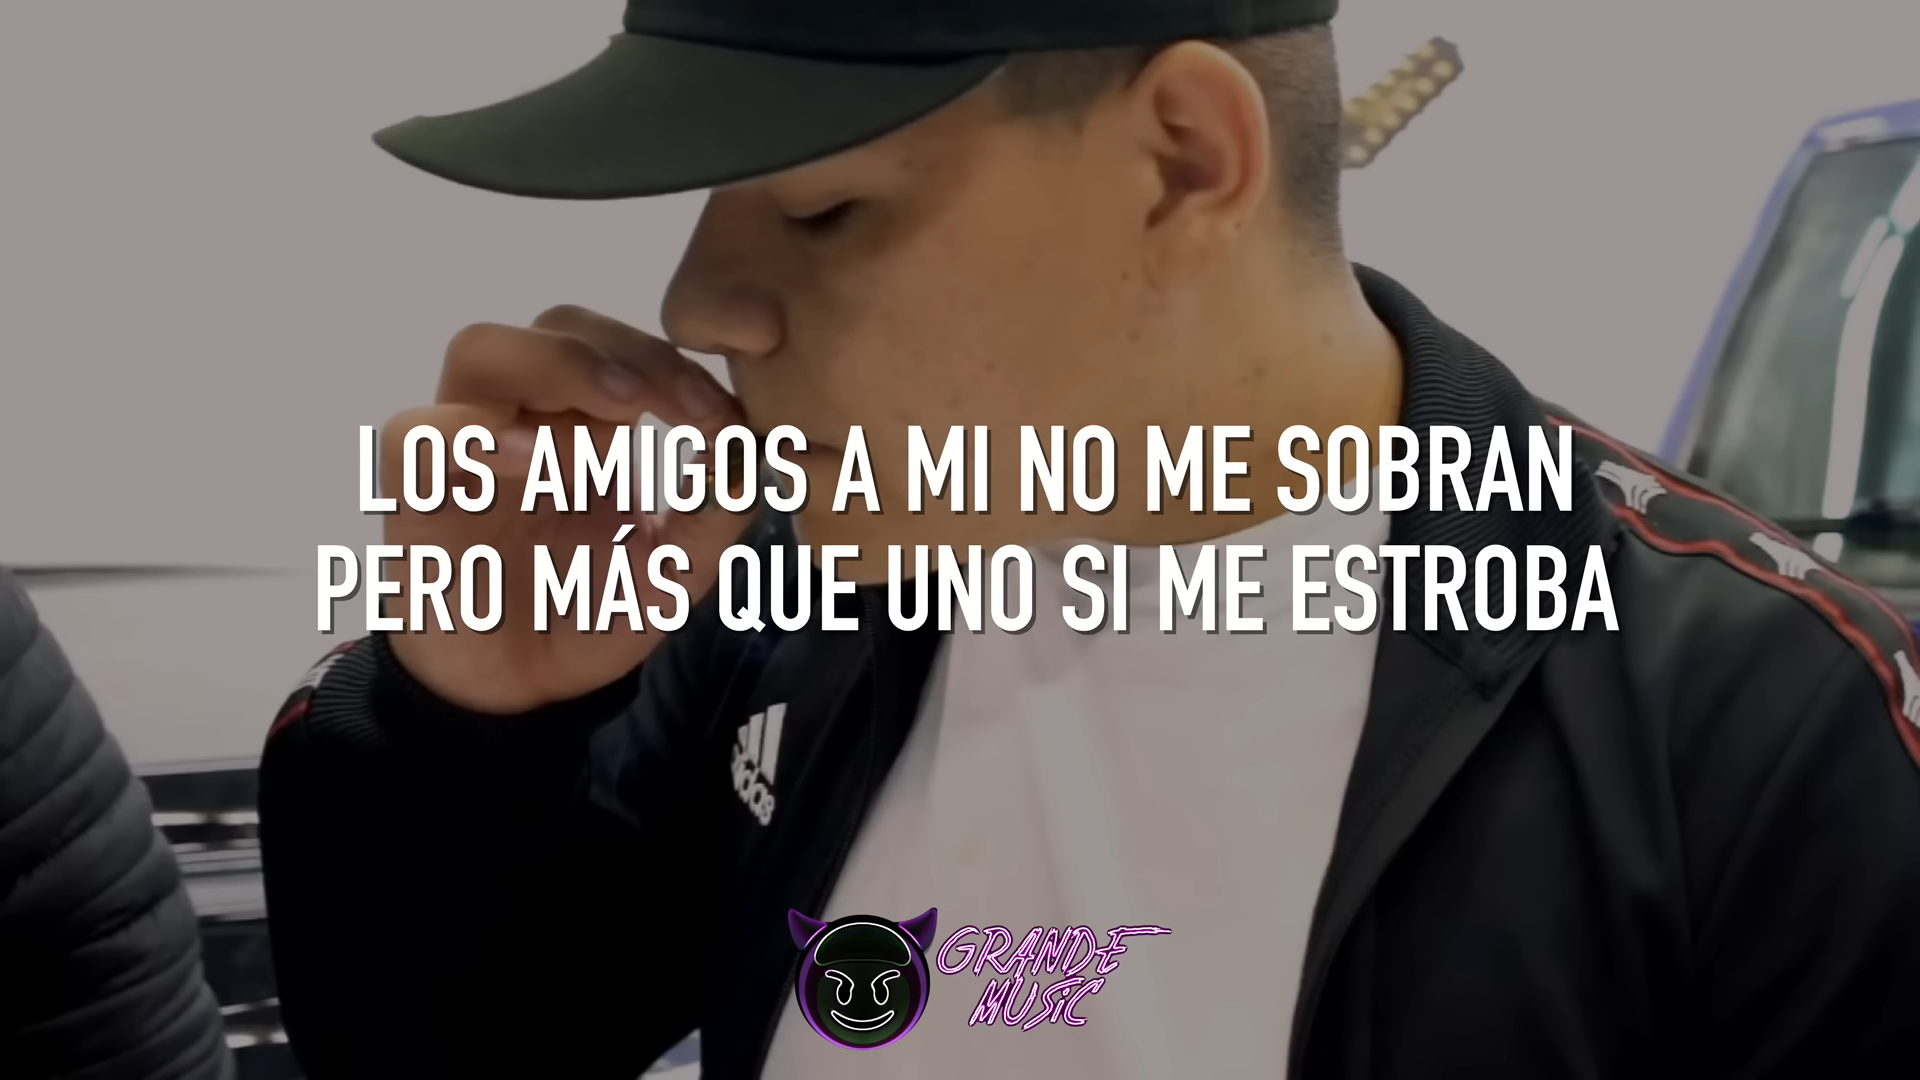 LOS AMIGOS A MI NO ME SOBRAN
PERO MÁS QUE UNO SI ME ESTROBA
adidas
GRANDE
MUSIC